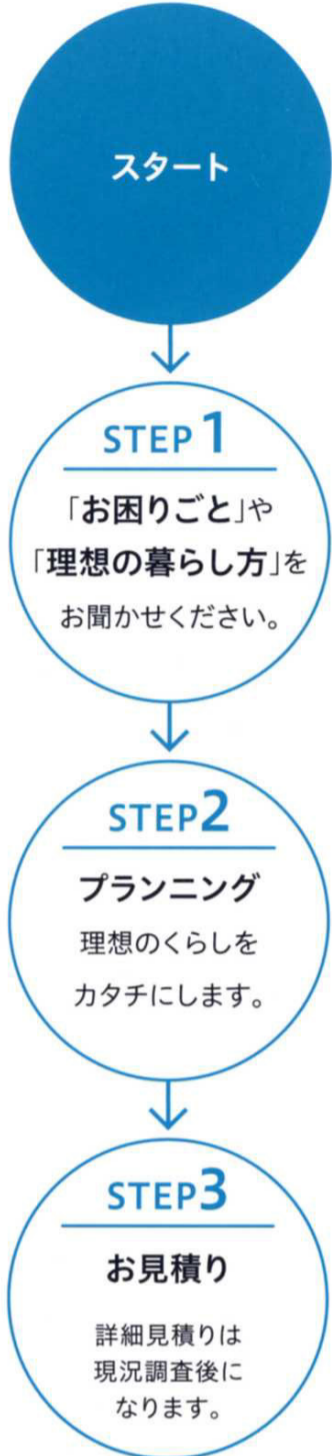 スタート
STEP 1
「お困りごと」や
「理想の暮らし方」を
お聞かせください。
STEP2
プランニング
理想のくらしを
カタチにします。
STEP3
お見積り
詳細見積りは
現況調査後に
なります。